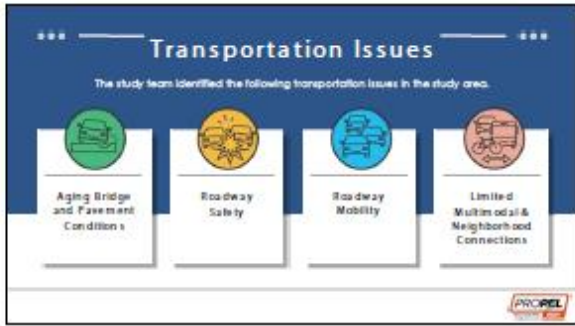 Transportation Issues
The study team identified the following transportation issues in the study area.
Aging Bridge
and Pavement
Conditions
Roadway
Safety
Roadway
Mobility
Limited
Multimodal &
Neighborhood
Connections
PROPEL